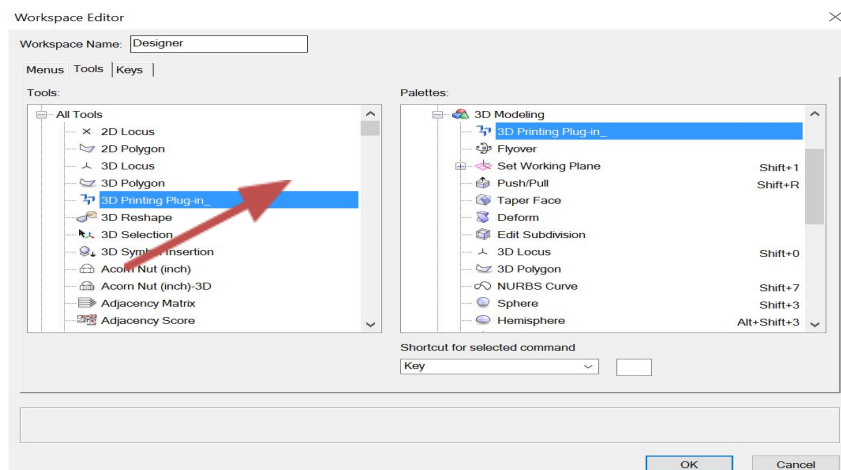 Workspace Editor
Workspace Name: Designer
Menus Tools Keys
Tools:
All Tools
2D Locus
2D Polygon
3D Locus
3D Polygon
3D Printing Plug-in_
3D Reshape
3D Selection
3D Symbol Insertion
Acorn Nut (inch)
Acorn Nut (inch)-3D
Adjacency Matrix
Adjacency Score
Palettes:
3D Modeling
3D Printing Plug-in_
Flyover
Set Working Plane Shift+1
Push/Pull Shift+R
Taper Face
Deform
Edit Subdivision
3D Locus Shift+0
3D Polygon
NURBS Curve Shift+7
Sphere Shift+3
Hemisphere Alt+Shift+3
Shortcut for selected command
Key
OK Cancel